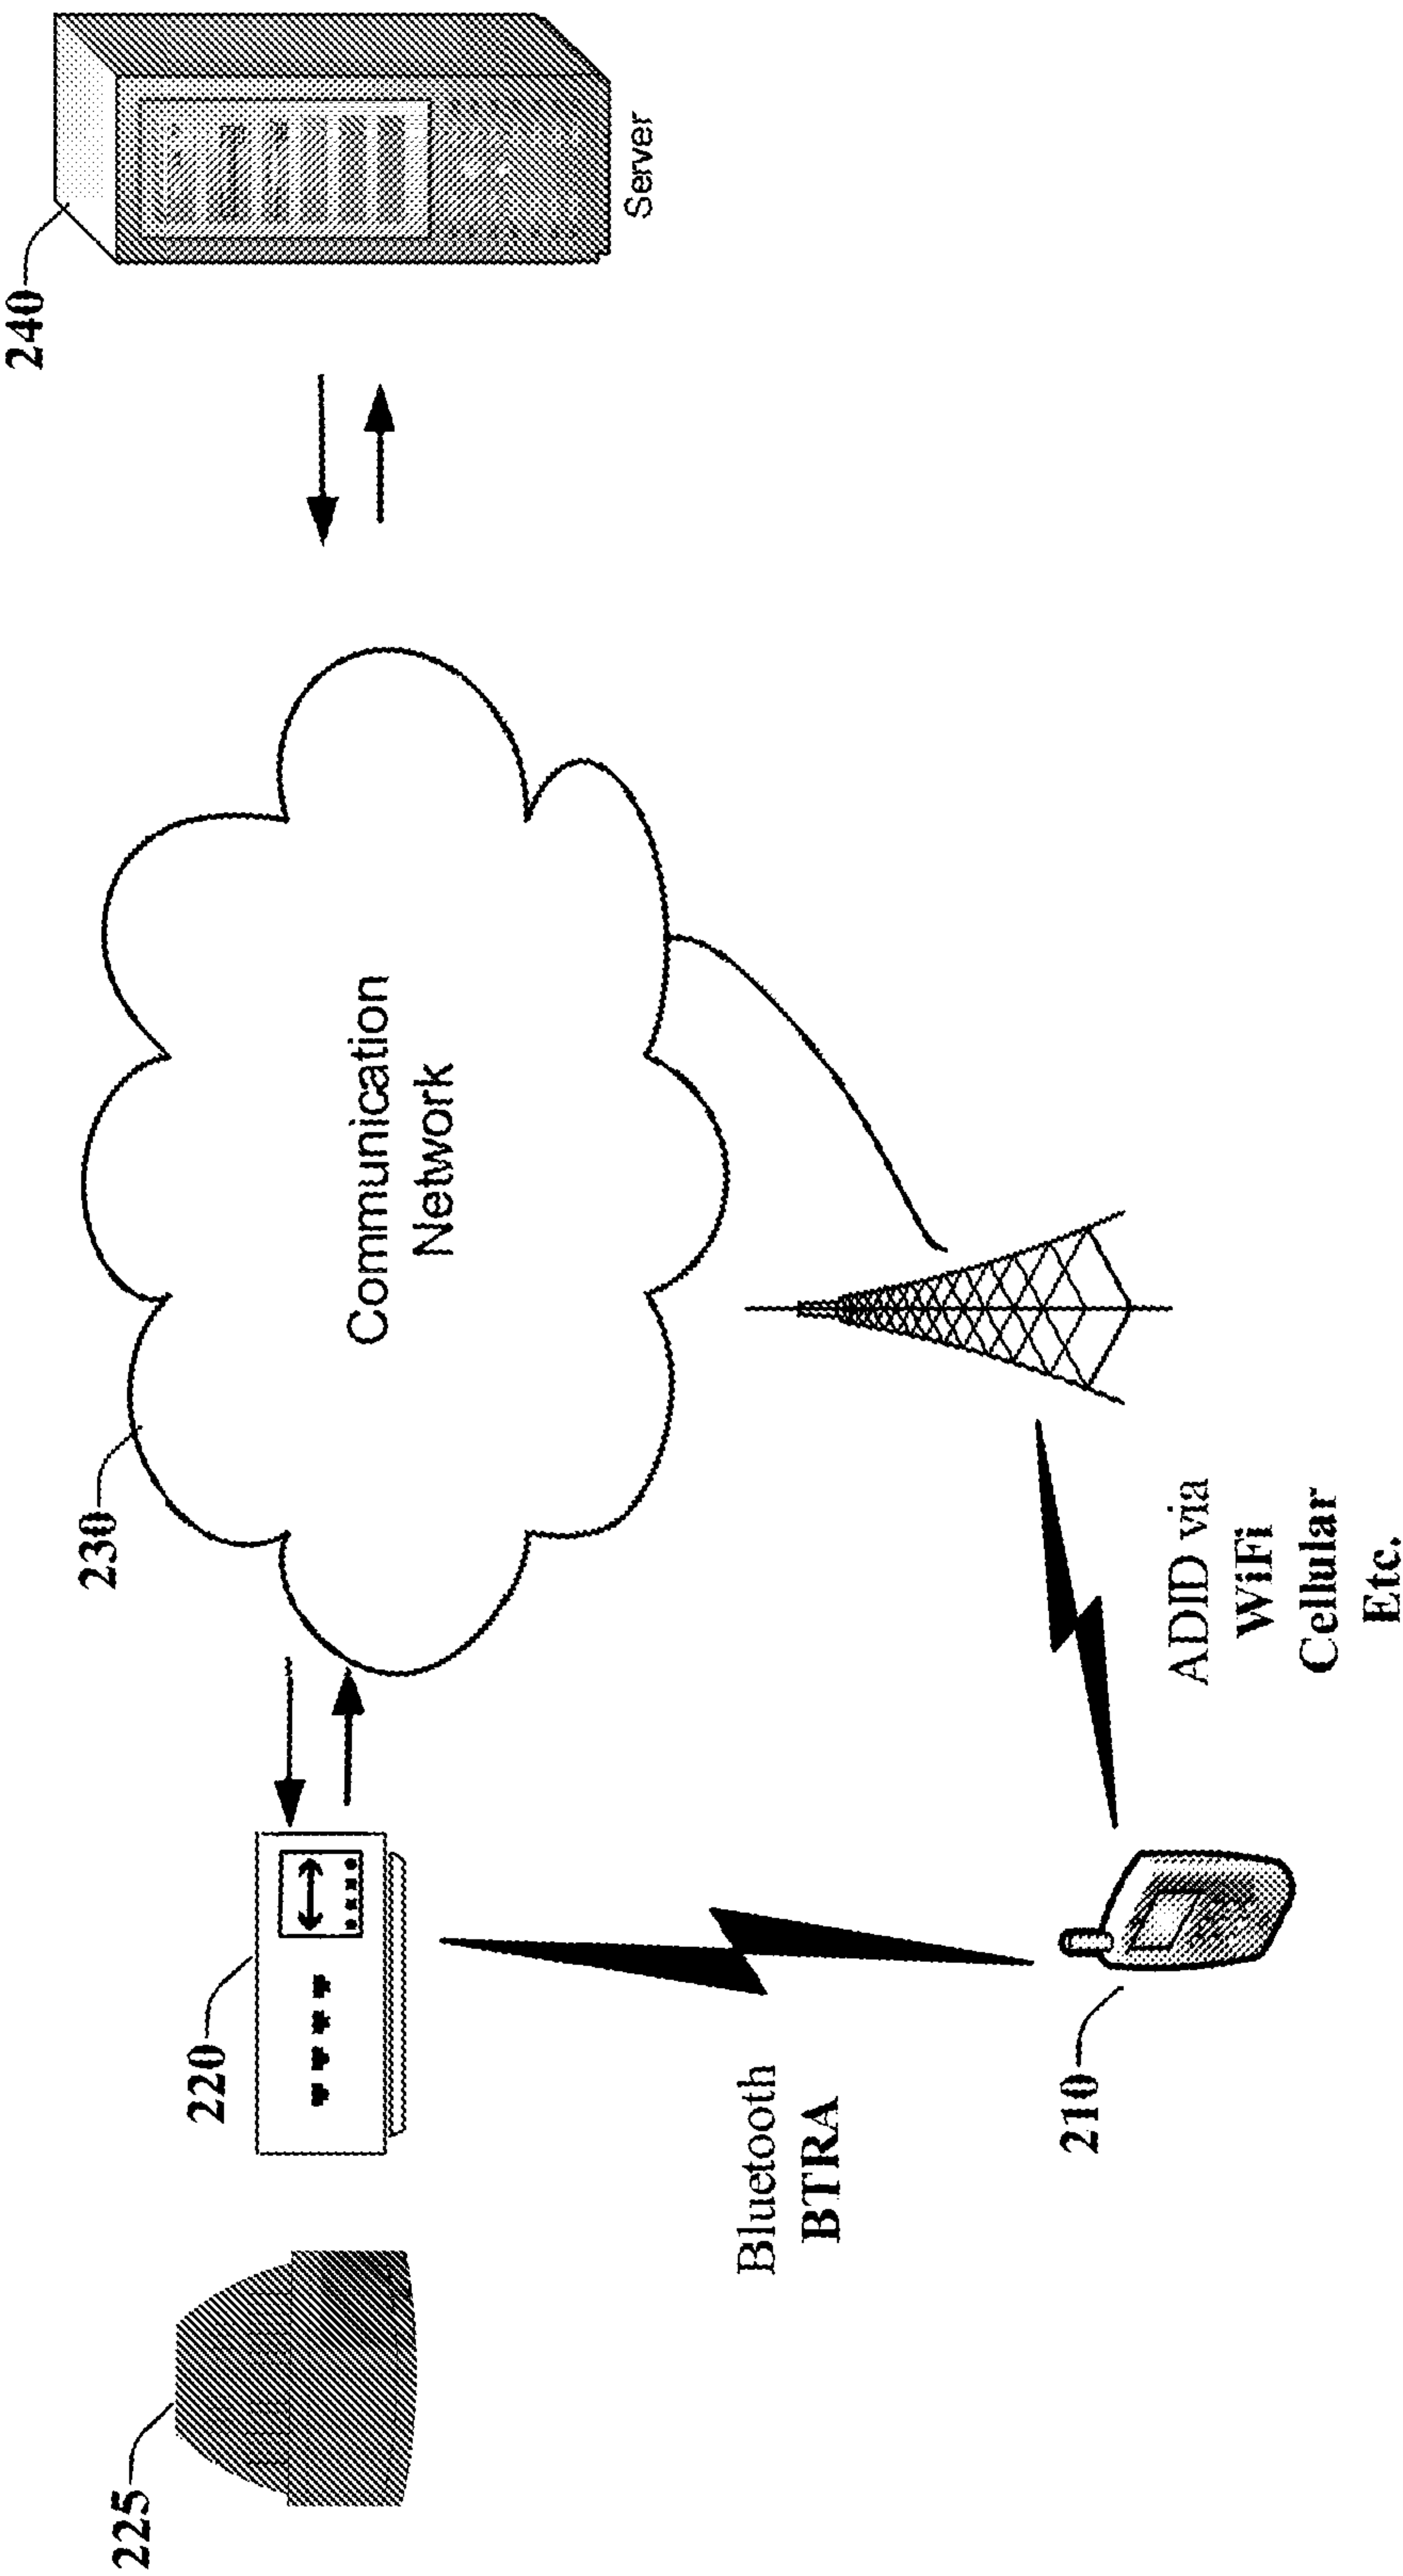 225
220
230
240
Communication
Network
Server
Bluetooth
BTRA
210
ADID via
WiFi
Cellular
Etc.